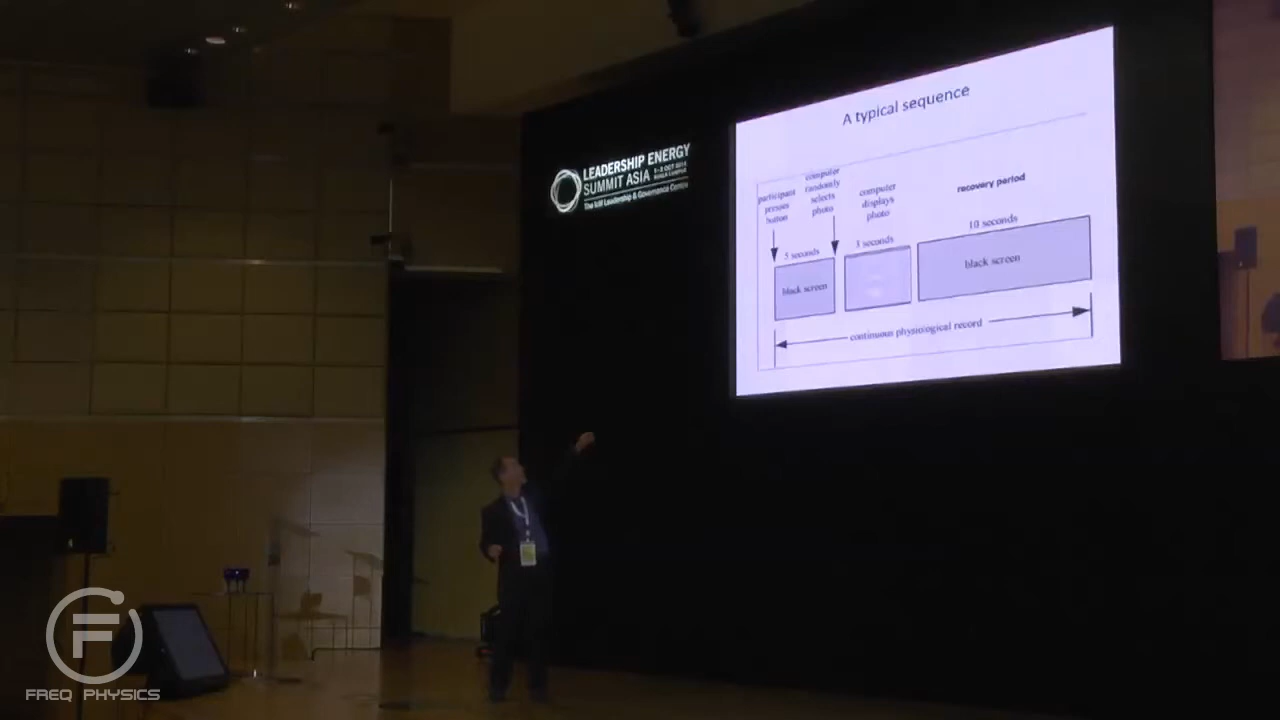 A typical sequence
LEADERSHIP ENERGY
SUMMIT ASIA
The Iclif Leadership & Governance Centre
participant
presses
button
computer
randomly
selects
photo
computer
displays
photo
recovery period
5 seconds
3 seconds
10 seconds
black screen
black screen
continuous physiological record
F
FREQ PHYSICS